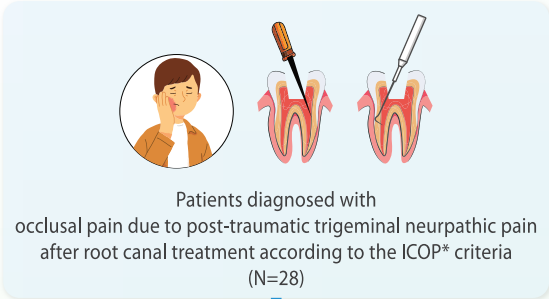 Patients diagnosed with
occlusal pain due to post-traumatic trigeminal neurpathic pain
after root canal treatment according to the ICOP* criteria
(N=28)